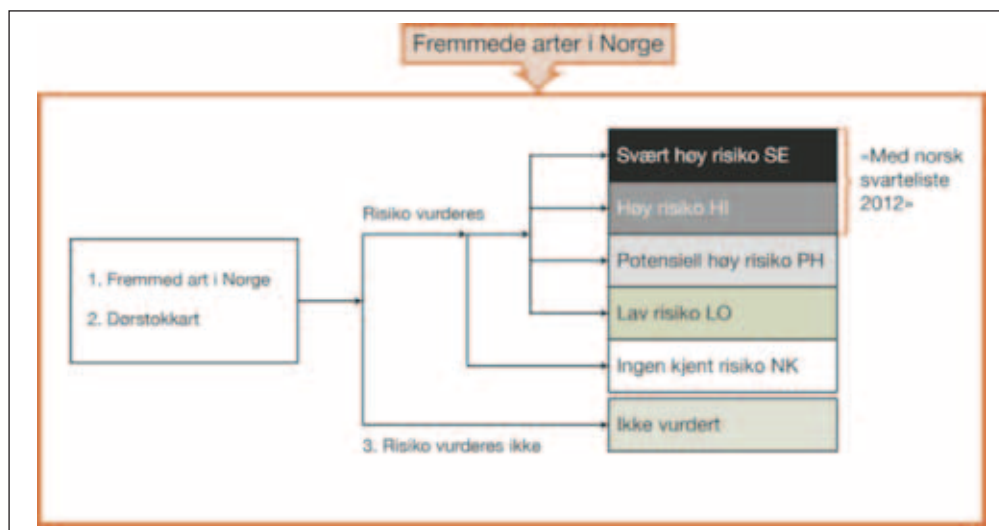 Fremmede arter i Norge
Svært høy risiko SE
«Med norsk
svarteliste
2012»
Høy risiko HI
Risiko vurderes
Potensiell høy risiko PH
1. Fremmed art i Norge
2. Dørstokkart
Lav risiko LO
Ingen kjent risiko NK
Ikke vurdert
3. Risiko vurderes ikke